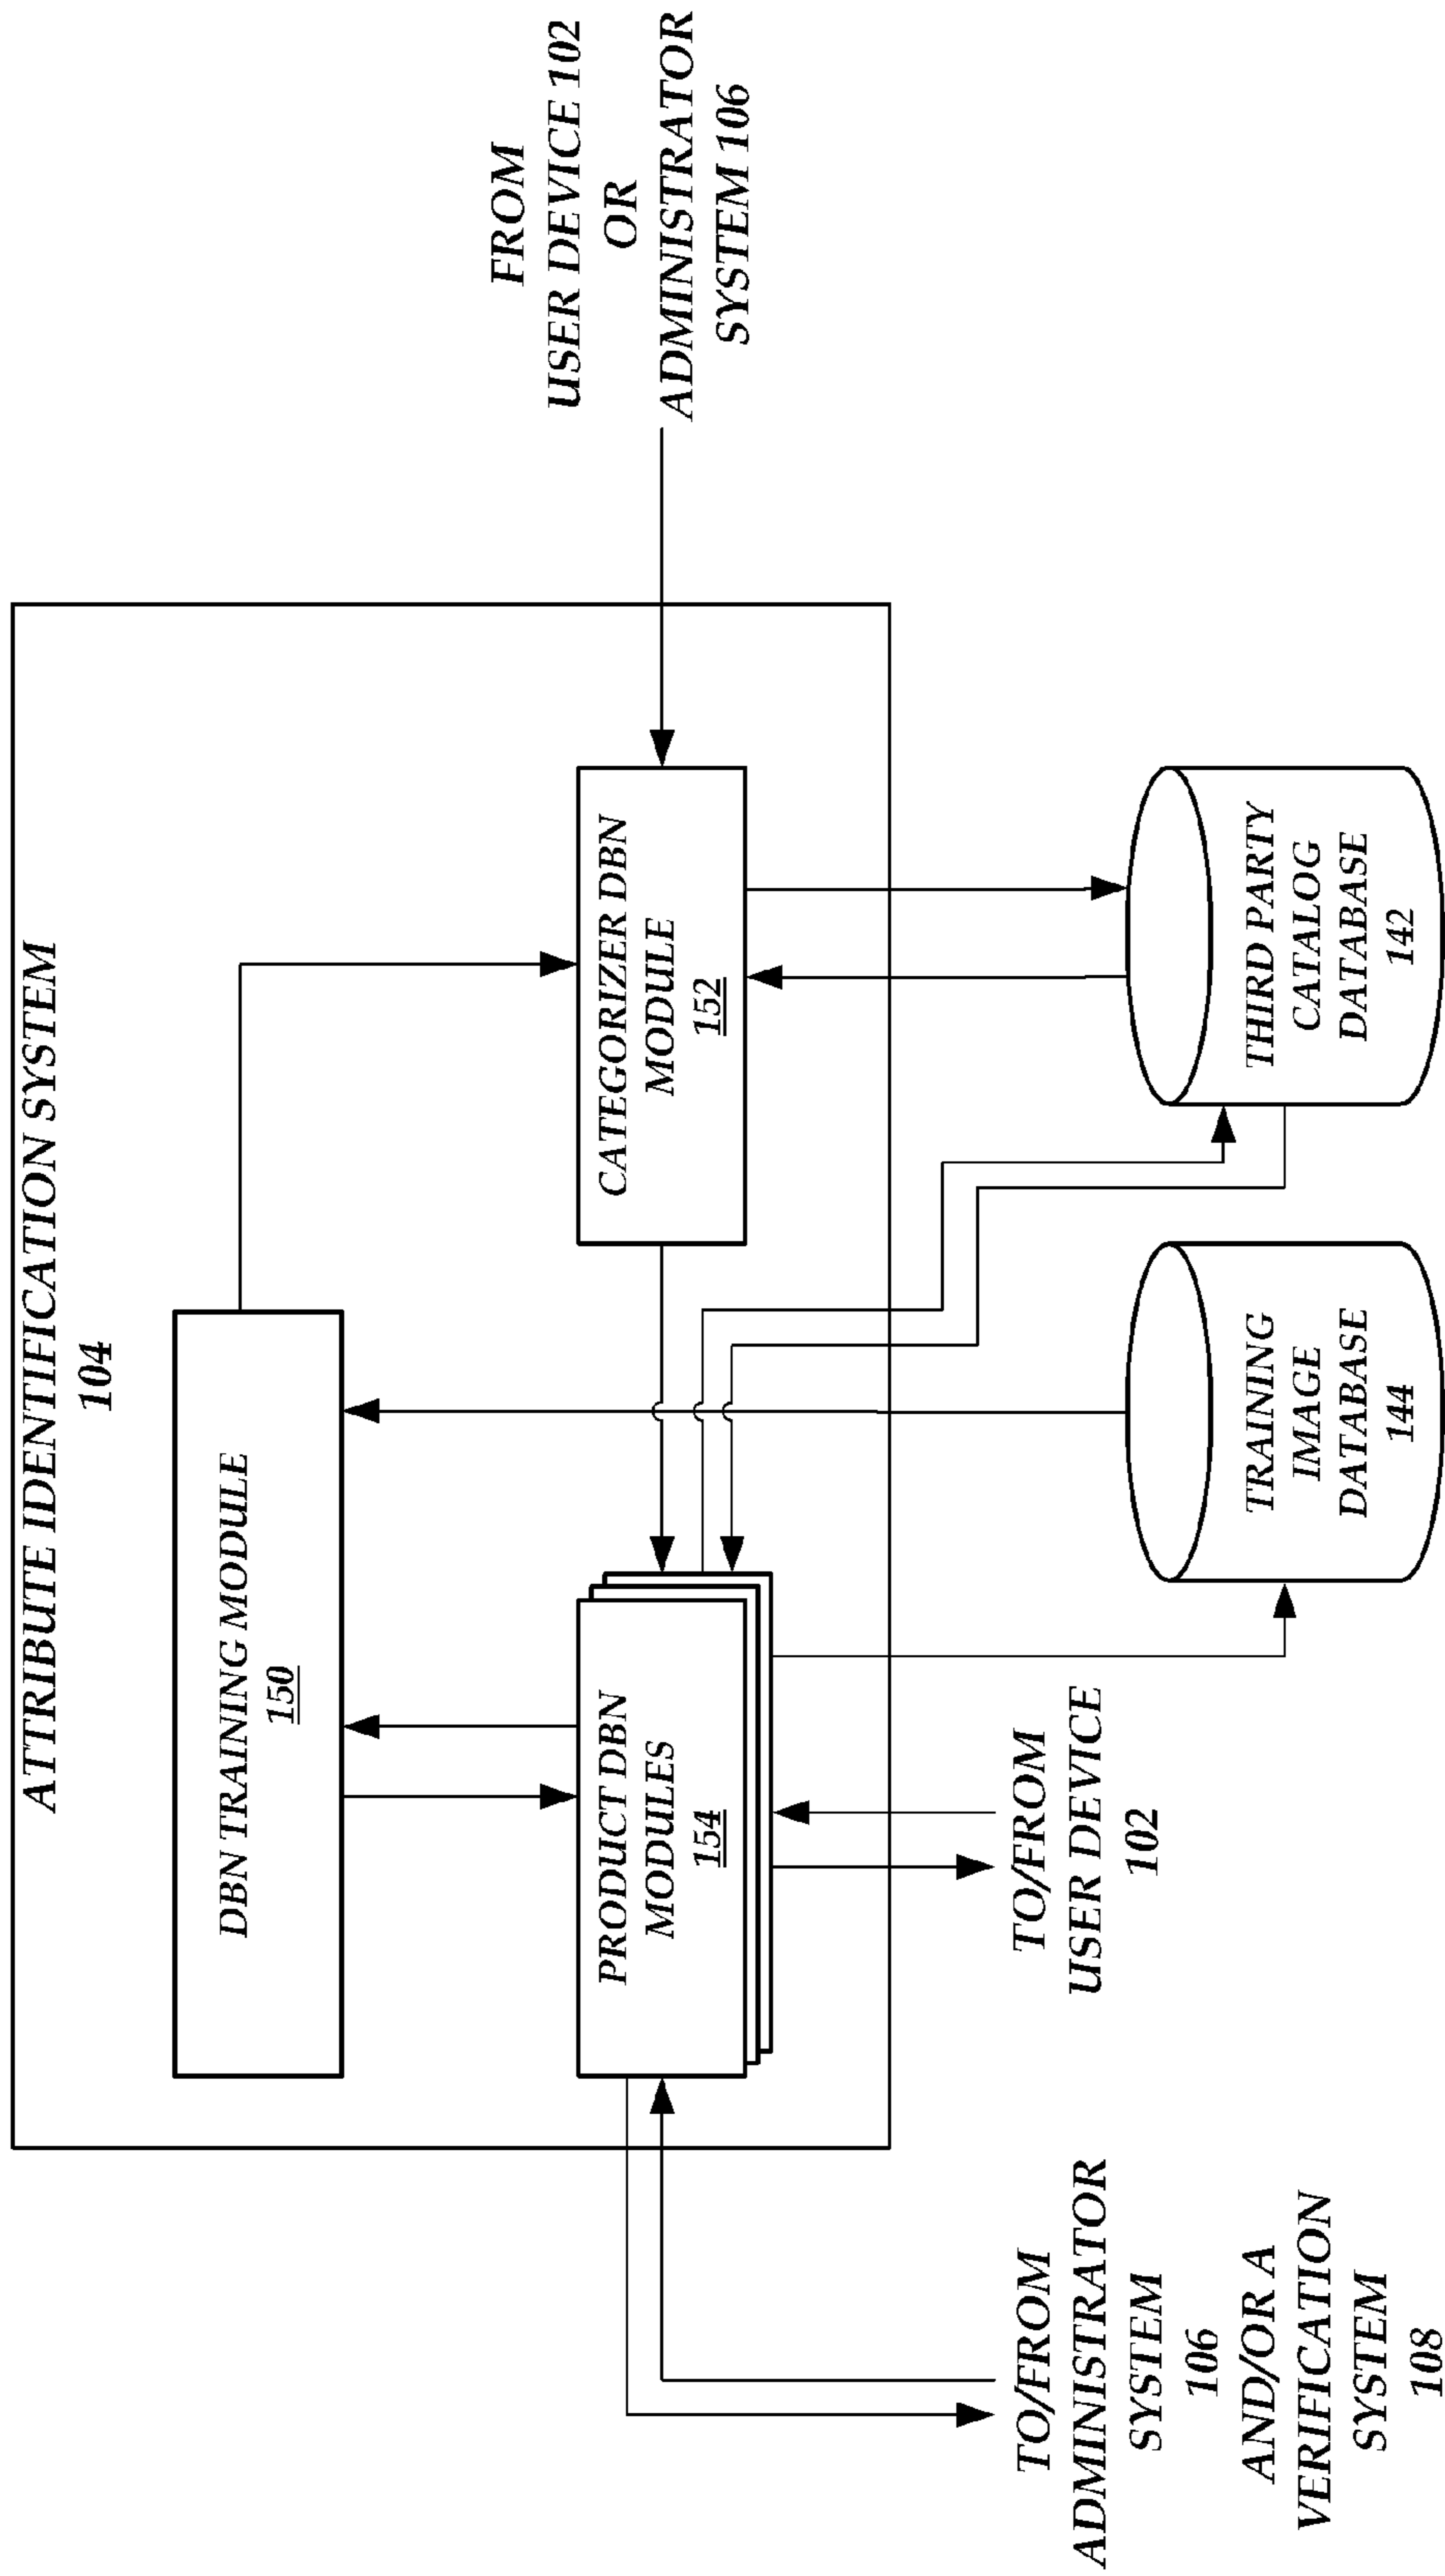 ATTRIBUTE IDENTIFICATION SYSTEM
104
DBN TRAINING MODULE
150
PRODUCT DBN
MODULES
154
CATEGORIZER DBN
MODULE
152
FROM
USER DEVICE 102
OR
ADMINISTRATOR
SYSTEM 106
TO/FROM
ADMINISTRATOR
SYSTEM
106
AND/OR A
VERIFICATION
SYSTEM
108
TO/FROM
USER DEVICE
102
TRAINING
IMAGE
DATABASE
144
THIRD PARTY
CATALOG
DATABASE
142